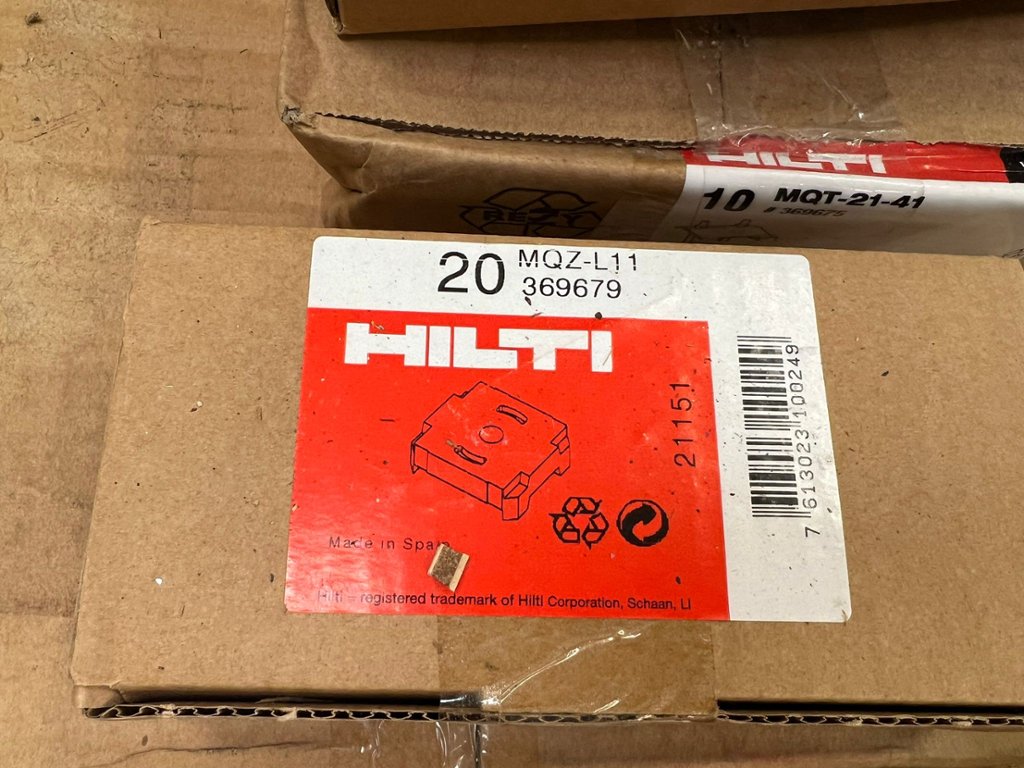 HILTI
10 MQT-21-41
# 369675
RESY
20 MQZ-L11
369679
HILTI
21151
7 613023 100249
Made in Spain
Hilti = registered trademark of Hilti Corporation, Schaan, LI